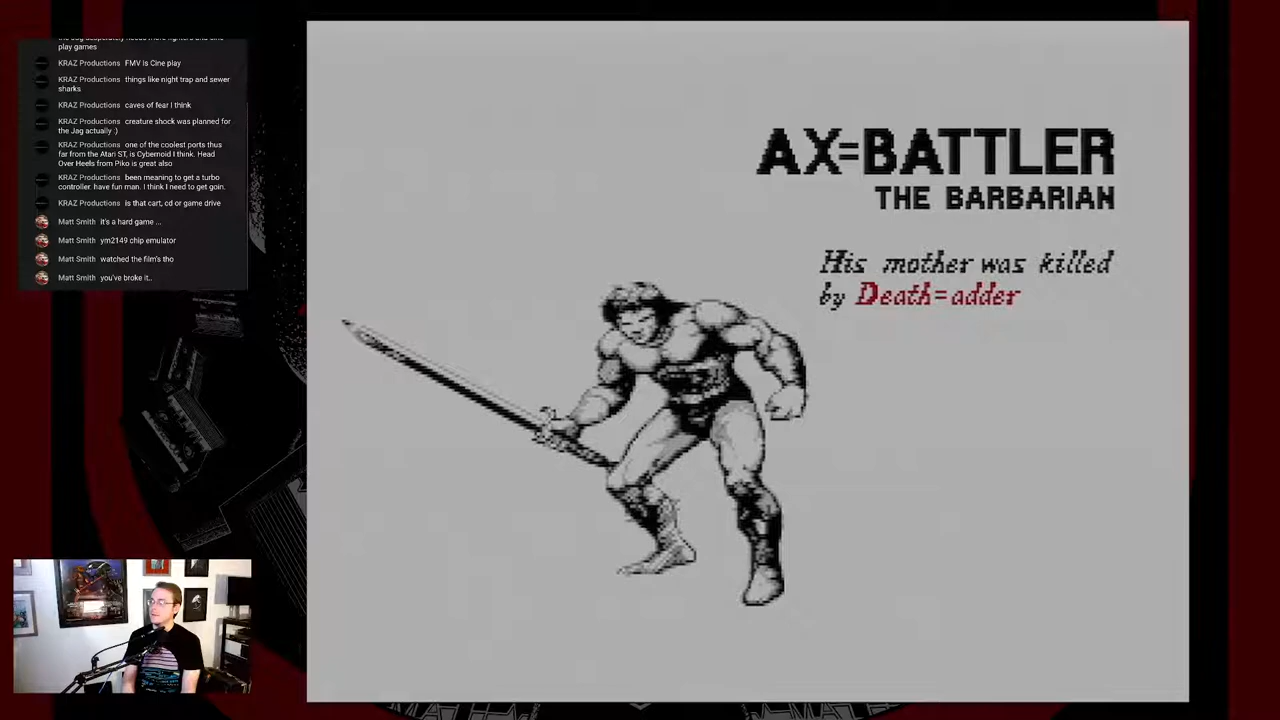 play games
KRAZ Productions FMV is Cine play
KRAZ Productions things like night trap and sewer
sharks
KRAZ Productions caves of fear I think
KRAZ Productions creature shock was planned for
the Jag actually :)
KRAZ Productions one of the coolest ports thus
far from the Atari ST, is Cybernoid I think. Head
Over Heels from Piko is great also
KRAZ Productions been meaning to get a turbo
controller. have fun man. I think I need to get goin.
KRAZ Productions is that cart, cd or game drive
Matt Smith it's a hard game ...
Matt Smith ym2149 chip emulator
Matt Smith watched the film's tho
Matt Smith you've broke it..
AX=BATTLER
THE BARBARIAN
His mother was killed
by Death=adder